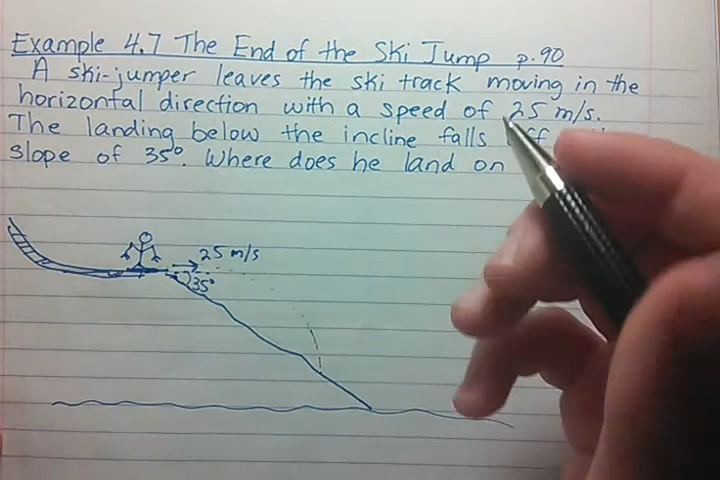 Example 4.7 The End of the Ski Jump p.90
A ski-jumper leaves the ski track moving in the
horizontal direction with a speed of 25 m/s.
The landing below the incline falls
slope of 35°. Where does he land on
25 m/s
35°